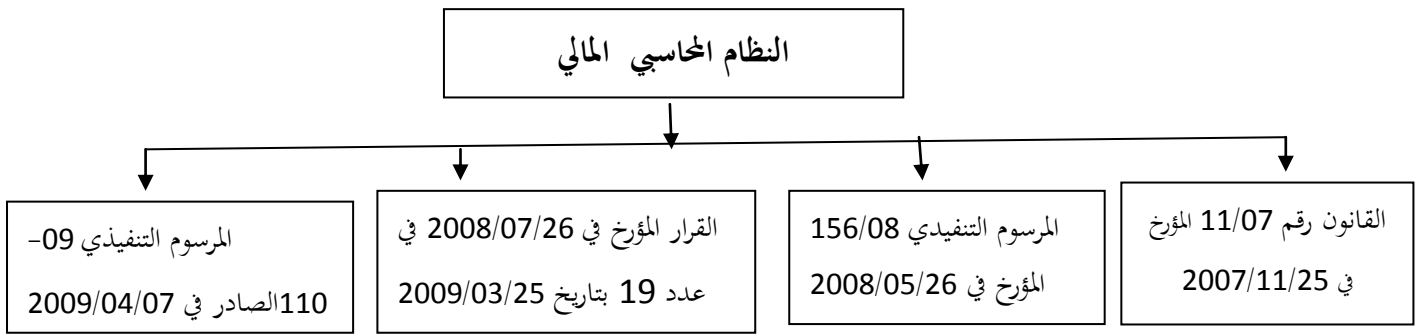 النظام المحاسبي المالي
القانون رقم 11/07 المؤرخ
في 2007/11/25
المرسوم التنفيدي 156/08
المؤرخ في 2008/05/26
القرار المؤرخ في 2008/07/26 في
عدد 19 بتاريخ 2009/03/25
المرسوم التنفيذي 09-
110الصادر في 2009/04/07